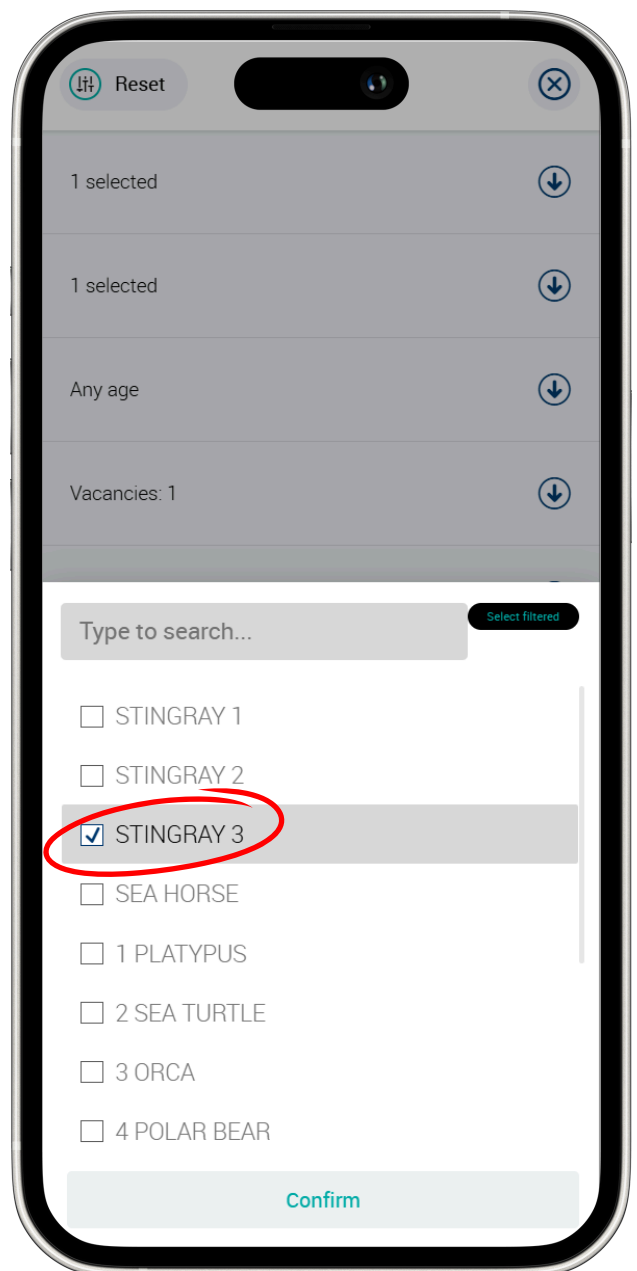 Reset
1 selected
1 selected
Any age
Vacancies: 1
Type to search...
Select filtered
STINGRAY 1
STINGRAY 2
STINGRAY 3
SEA HORSE
1 PLATYPUS
2 SEA TURTLE
3 ORCA
4 POLAR BEAR
Confirm